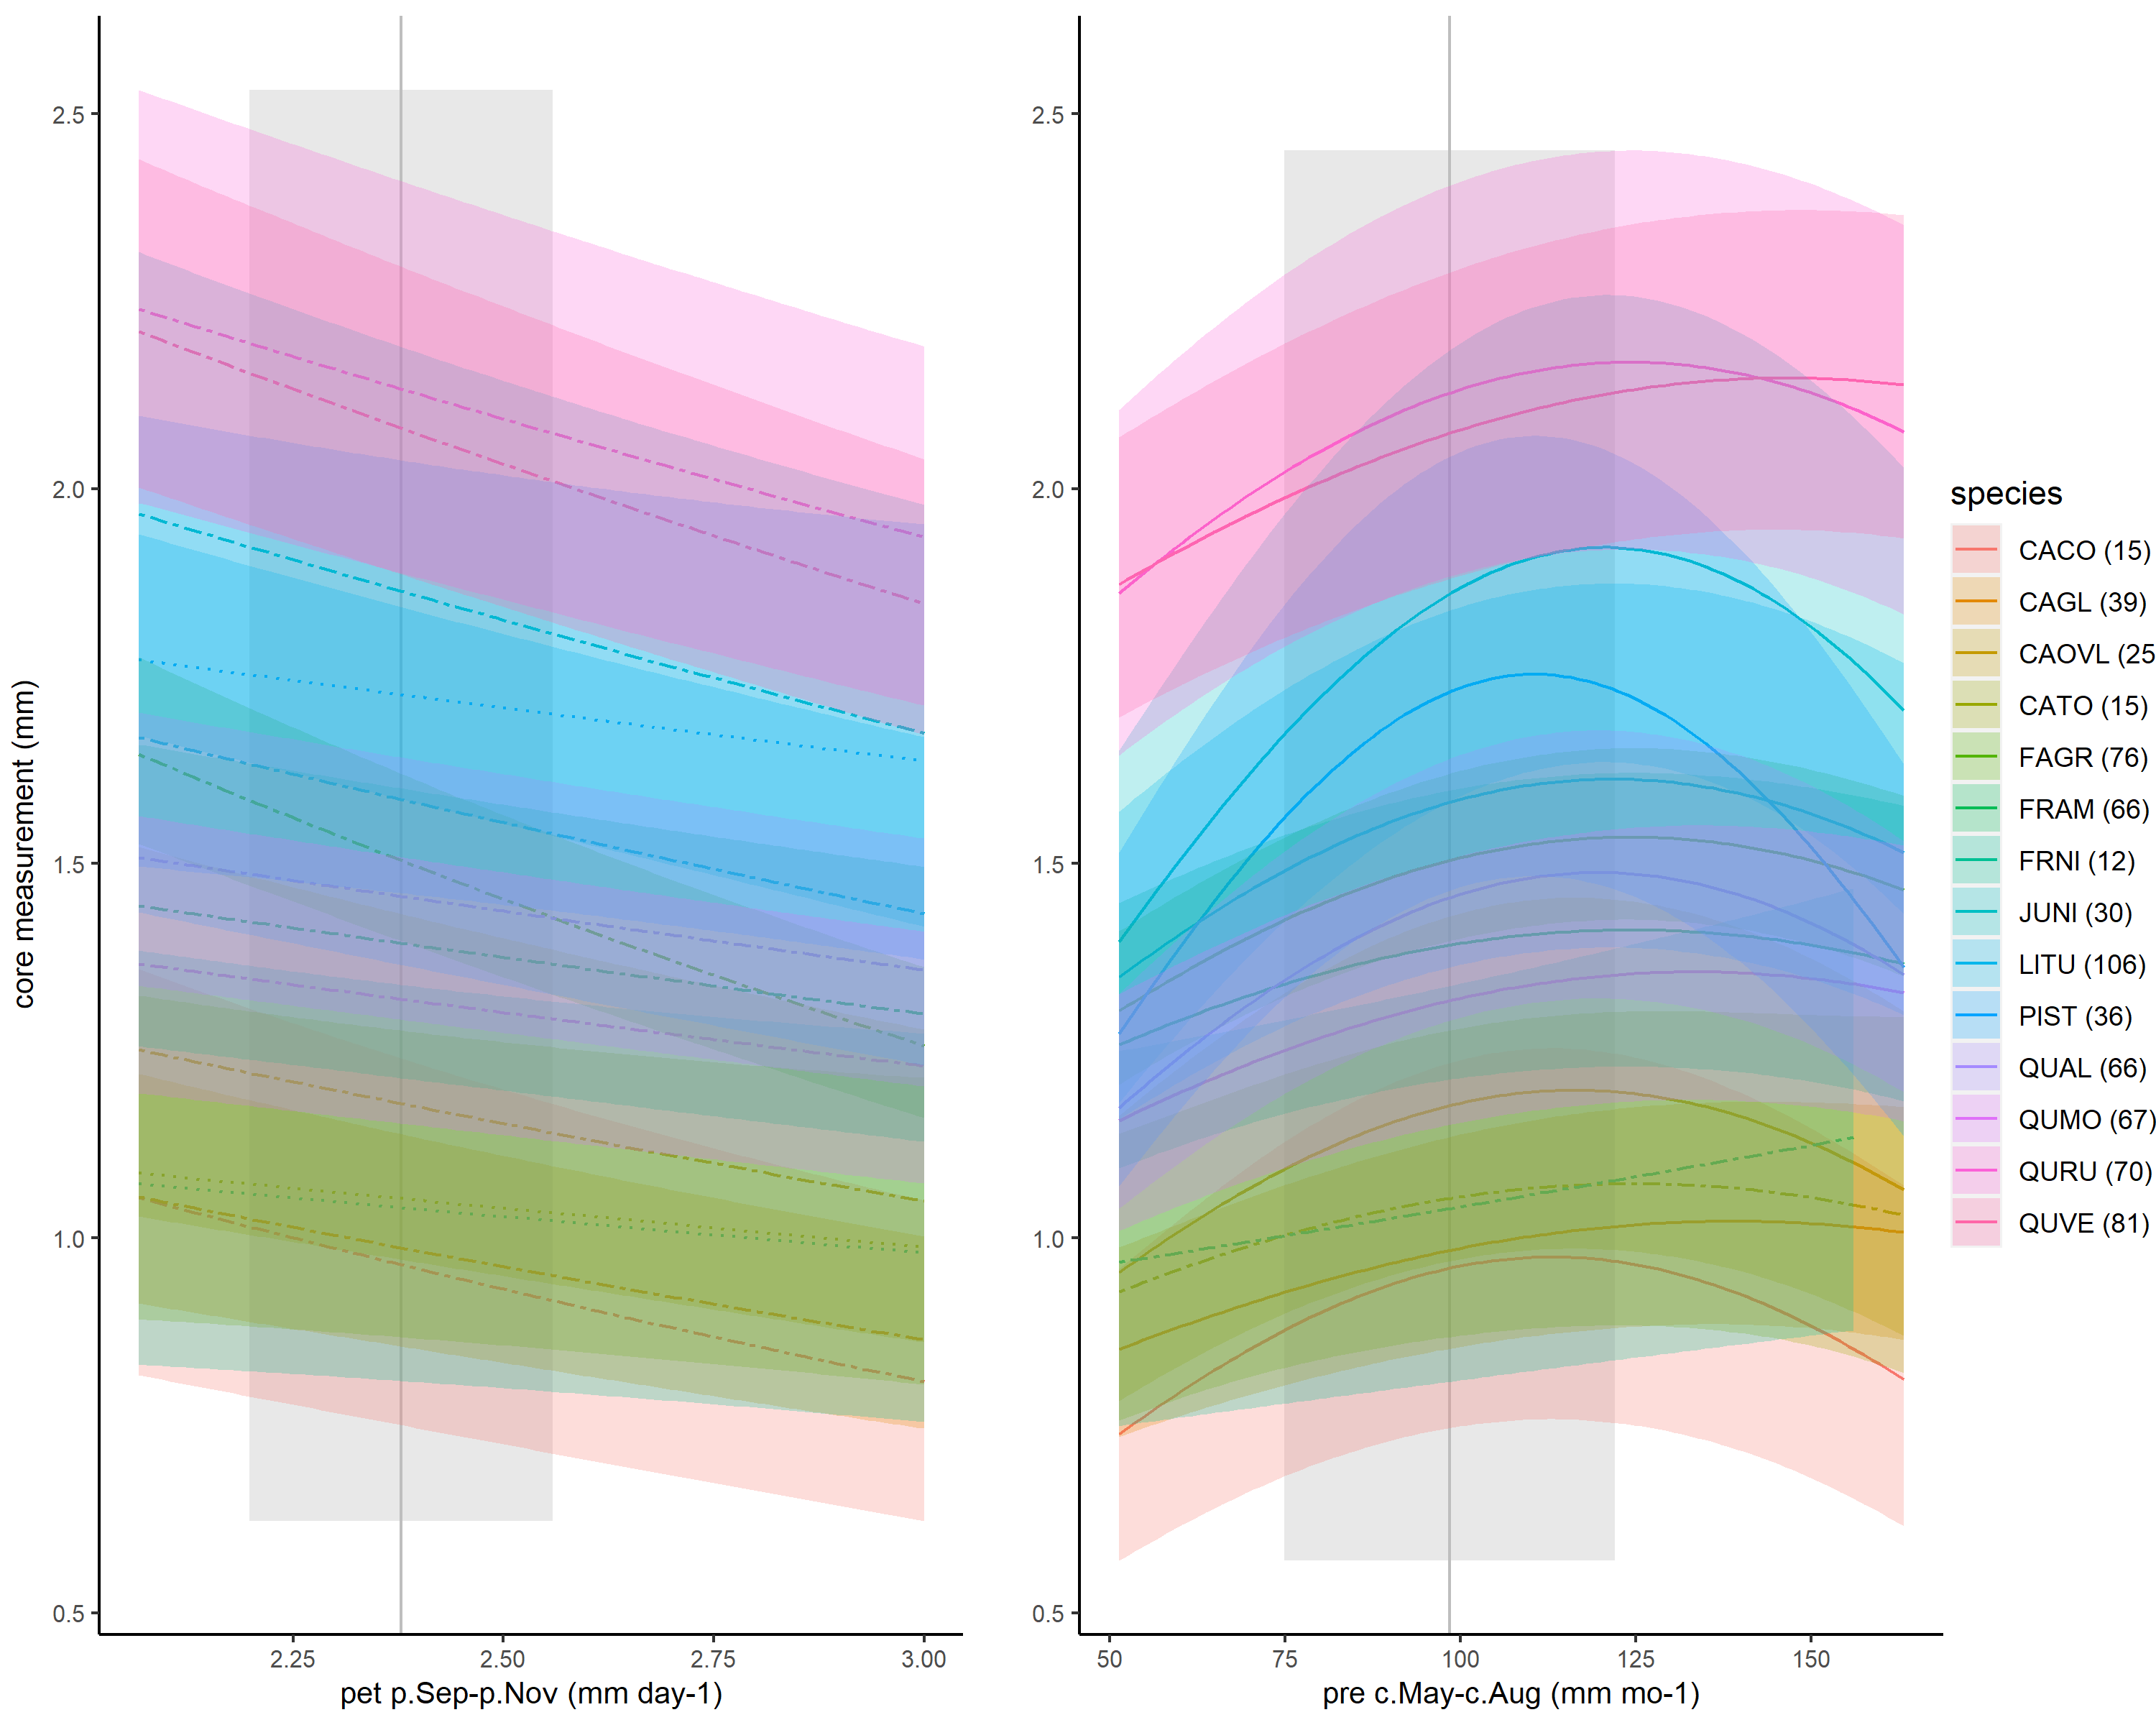 core measurement (mm)
2.5
2.0
1.5
1.0
0.5
2.25 2.50 2.75 3.00
pet p.Sep-p.Nov (mm day-1)
2.5
2.0
1.5
1.0
0.5
50 75 100 125 150
pre c.May-c.Aug (mm mo-1)
species
CACO (15)
CAGL (39)
CAOVL (25
CATO (15)
FAGR (76)
FRAM (66)
FRNI (12)
JUNI (30)
LITU (106)
PIST (36)
QUAL (66)
QUMO (67)
QURU (70)
QUVE (81)